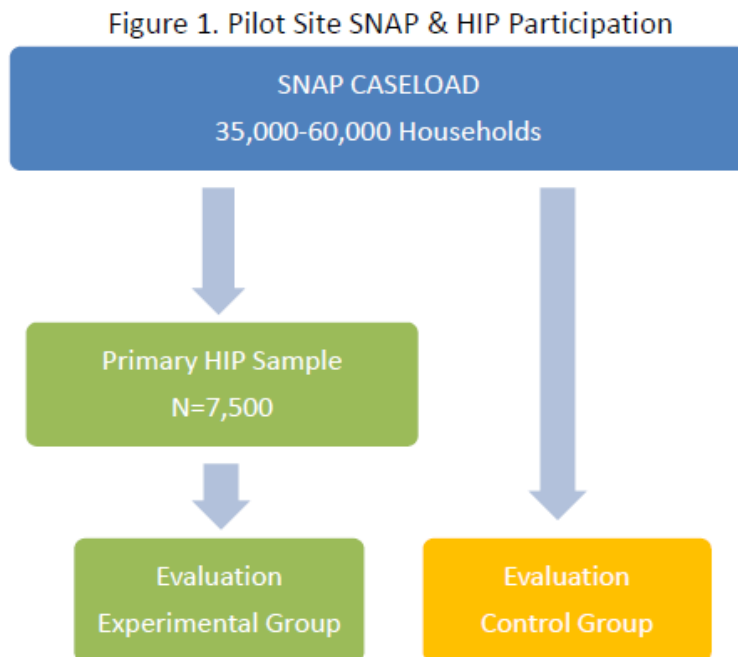 Figure 1. Pilot Site SNAP & HIP Participation
SNAP CASELOAD
35,000-60,000 Households
Primary HIP Sample
N=7,500
Evaluation
Experimental Group
Evaluation
Control Group